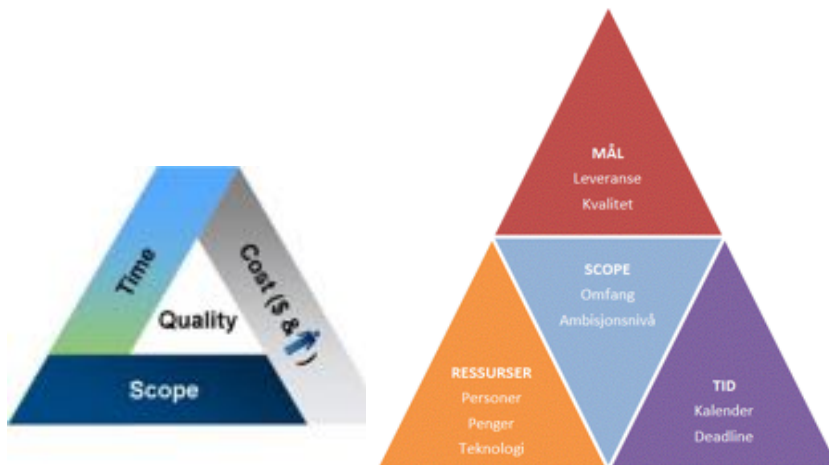 Time
Cost ($ & )
Quality
Scope
MÅL
Leveranse
Kvalitet
SCOPE
Omfang
Ambisjonsnivå
RESSURSER
Personer
Penger
Teknologi
TID
Kalender
Deadline